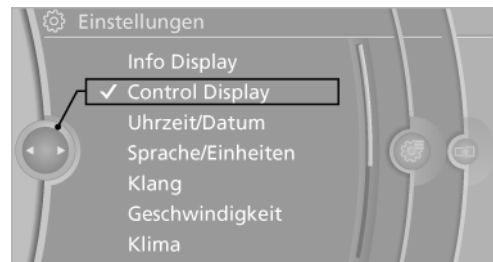 Einstellungen
Info Display
Control Display
Uhrzeit/Datum
Sprache/Einheiten
Klang
Geschwindigkeit
Klima